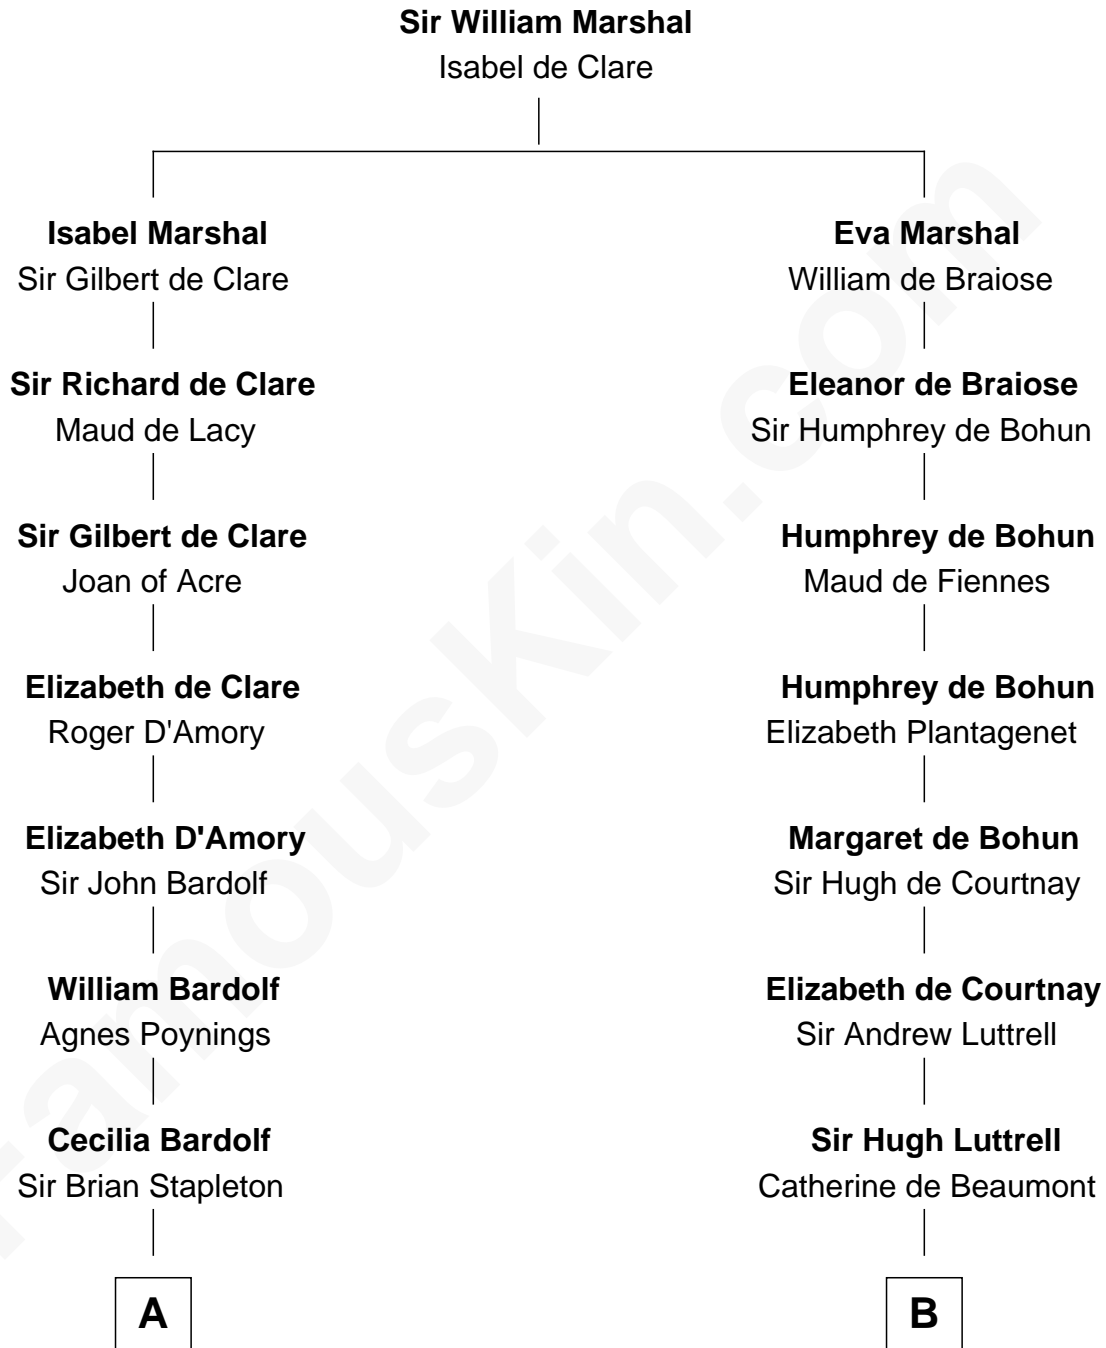 Sir William Marshal
Isabel de Clare
Isabel Marshal
Sir Gilbert de Clare
Eva Marshal
William de Braiose
Sir Richard de Clare
Maud de Lacy
Eleanor de Braiose
Sir Humphrey de Bohun
Sir Gilbert de Clare
Joan of Acre
Humphrey de Bohun
Maud de Fiennes
Elizabeth de Clare
Roger D'Amory
Humphrey de Bohun
Elizabeth Plantagenet
Elizabeth D'Amory
Sir John Bardolf
Margaret de Bohun
Sir Hugh de Courtnay
William Bardolf
Agnes Poynings
Elizabeth de Courtnay
Sir Andrew Luttrell
Cecilia Bardolf
Sir Brian Stapleton
Sir Hugh Luttrell
Catherine de Beaumont
A
B
FamousKin.com